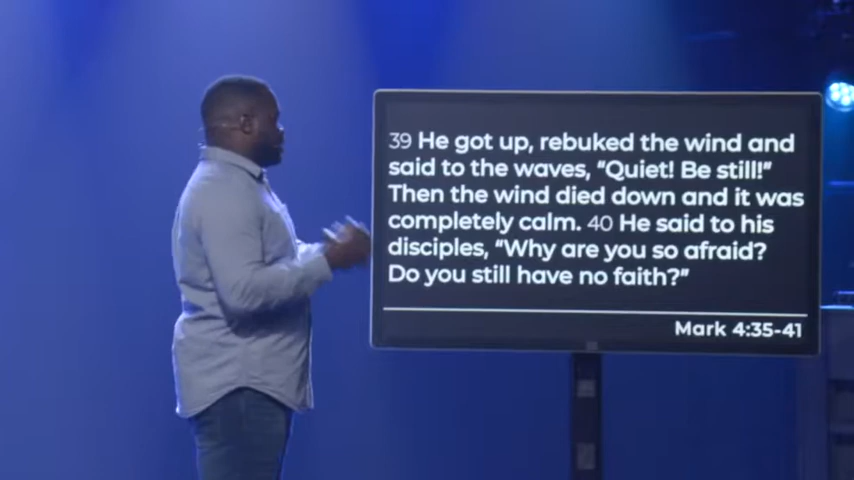 39 He got up, rebuked the wind and
said to the waves, “Quiet! Be still!”
Then the wind died down and it was
completely calm. 40 He said to his
disciples, “Why are you so afraid?
Do you still have no faith?”
Mark 4:35-41